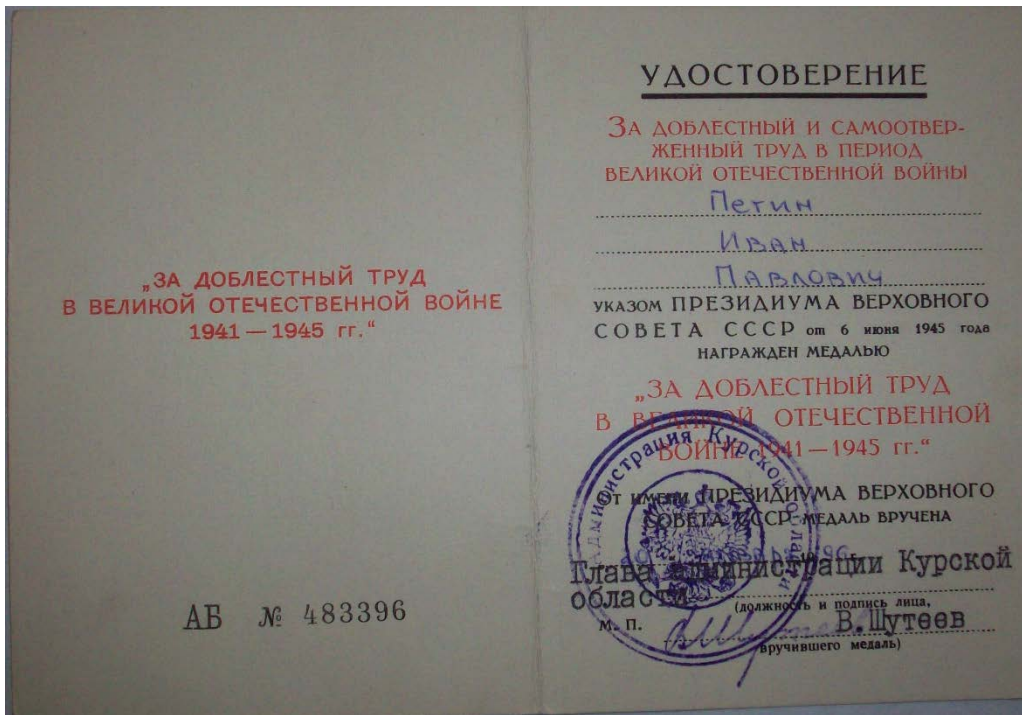 „ЗА ДОБЛЕСТНЫЙ ТРУД
В ВЕЛИКОЙ ОТЕЧЕСТВЕННОЙ ВОЙНЕ
1941 — 1945 гг.“
АБ № 483396
УДОСТОВЕРЕНИЕ
ЗА ДОБЛЕСТНЫЙ И САМООТВЕР-
ЖЕННЫЙ ТРУД В ПЕРИОД
ВЕЛИКОЙ ОТЕЧЕСТВЕННОЙ ВОЙНЫ
Петин
Иван
Павлович
УКАЗОМ ПРЕЗИДИУМА ВЕРХОВНОГО
СОВЕТА СССР от 6 июня 1945 года
НАГРАЖДЕН МЕДАЛЬЮ
„ЗА ДОБЛЕСТНЫЙ ТРУД
В ВЕЛИКОЙ ОТЕЧЕСТВЕННОЙ
ВОЙНЕ 1941 — 1945 гг.“
ОТ ИМЕНИ ПРЕЗИДИУМА ВЕРХОВНОГО
СОВЕТА СССР МЕДАЛЬ ВРУЧЕНА
Администрация Курской области
Глава администрации Курской
области
(должность и подпись лица,
М. П.
В.Шутеев
вручившего медаль)